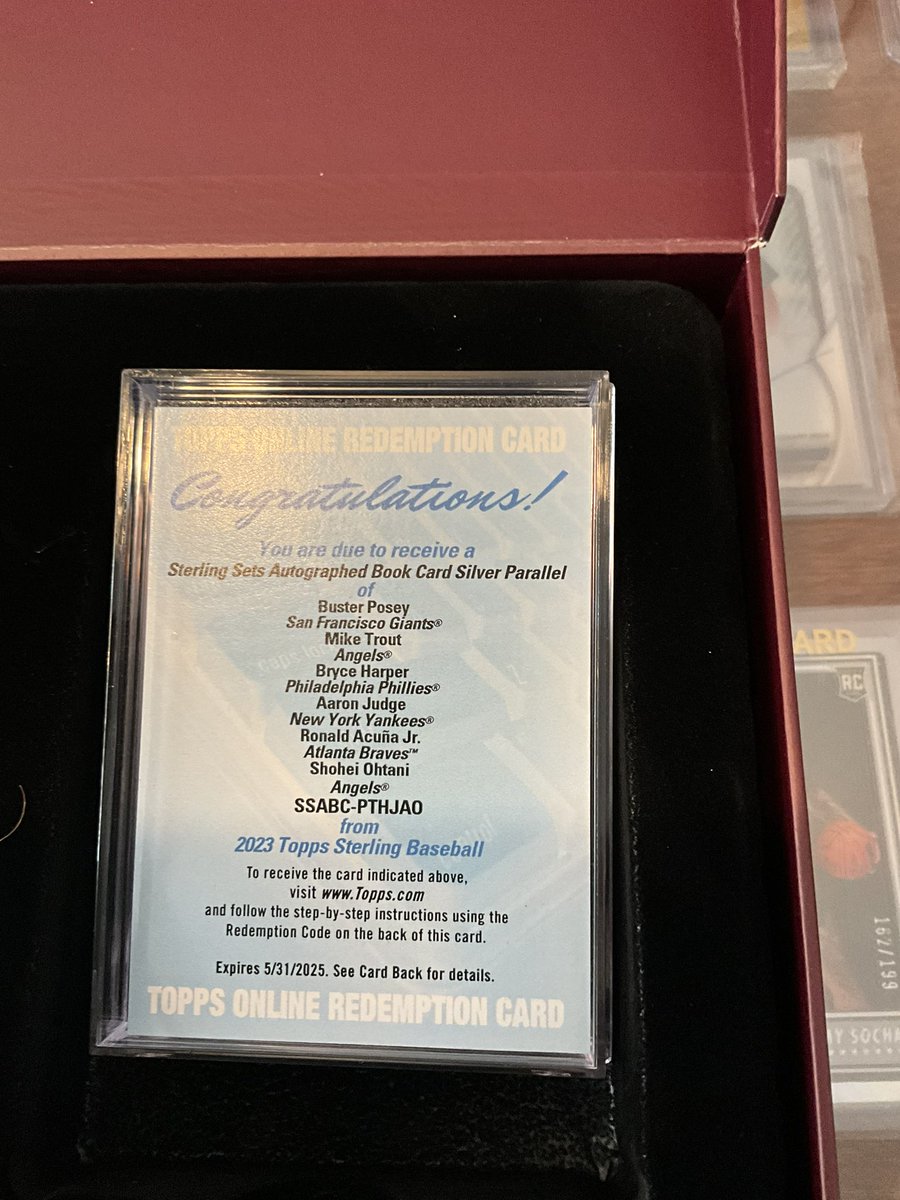 TOPPS ONLINE REDEMPTION CARD
Congratulations!
You are due to receive a
Sterling Sets Autographed Book Card Silver Parallel
of
Buster Posey
San Francisco Giants®
Mike Trout
Angels®
Bryce Harper
Philadelphia Phillies®
Aaron Judge
New York Yankees®
Ronald Acuña Jr.
Atlanta Braves™
Shohei Ohtani
Angels®
SSABC-PTHJAO
from
2023 Topps Sterling Baseball
To receive the card indicated above,
visit www.Topps.com
and follow the step-by-step instructions using the
Redemption Code on the back of this card.
Expires 5/31/2025. See Card Back for details.
TOPPS ONLINE REDEMPTION CARD
ARD
RC
162/199